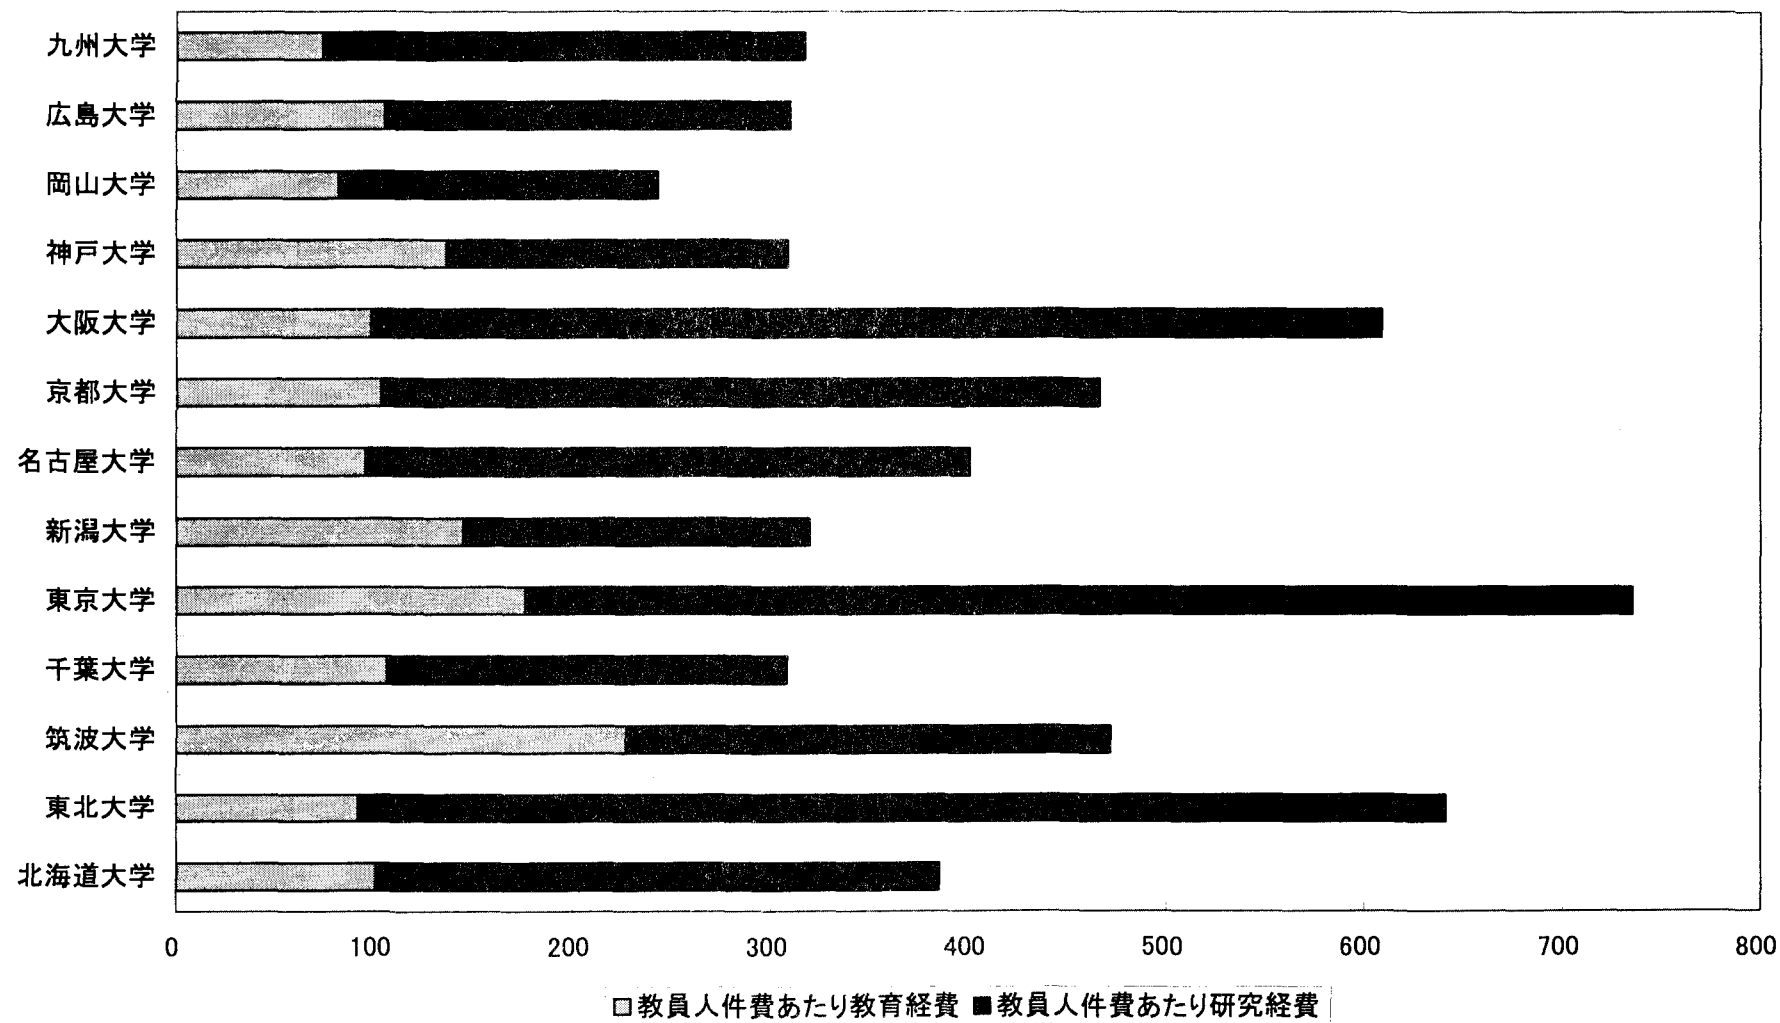 九州大学
広島大学
岡山大学
神戸大学
大阪大学
京都大学
名古屋大学
新潟大学
東京大学
千葉大学
筑波大学
東北大学
北海道大学
0 100 200 300 400 500 600 700 800
教員人件費あたり教育経費 教員人件費あたり研究経費